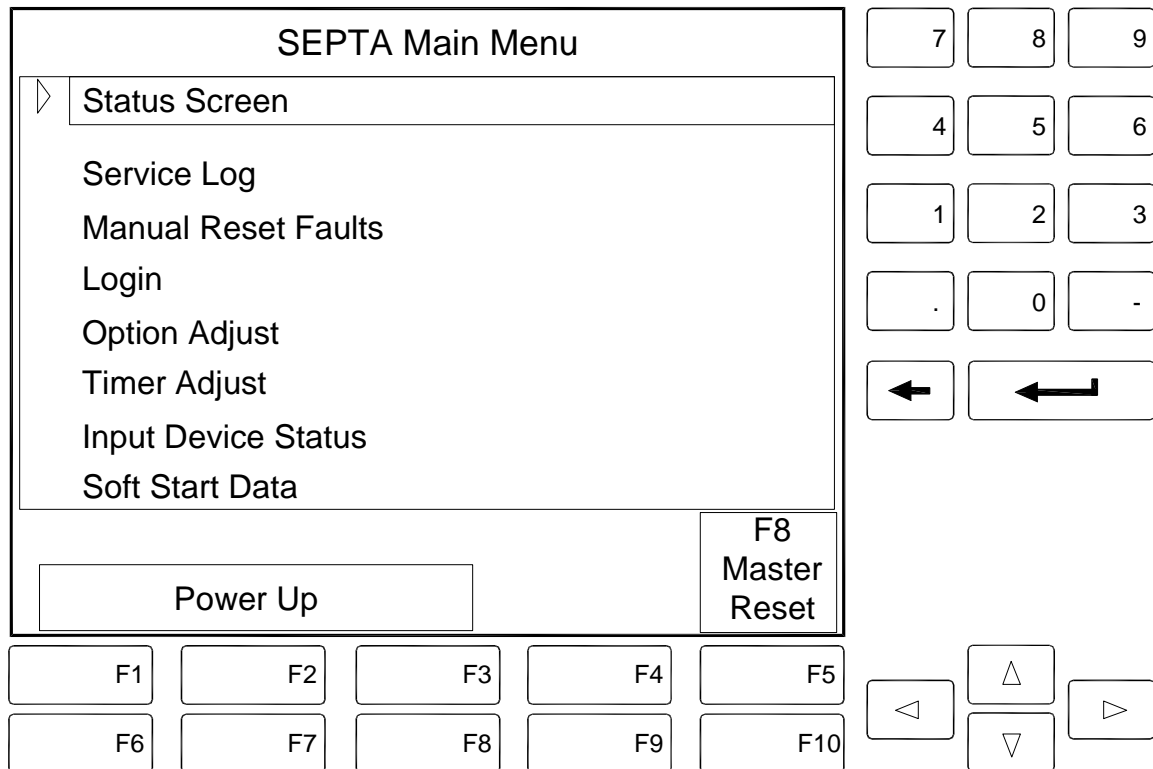 SEPTA Main Menu
Status Screen
Service Log
Manual Reset Faults
Login
Option Adjust
Timer Adjust
Input Device Status
Soft Start Data
F8
Master
Reset
Power Up
7 8 9
4 5 6
1 2 3
. 0 -
F1 F2 F3 F4 F5
F6 F7 F8 F9 F10